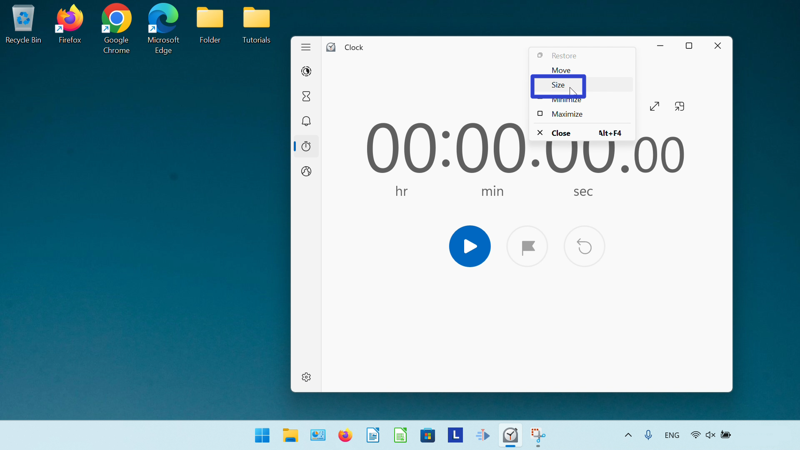 Recycle Bin
Firefox
Google
Chrome
Microsoft
Edge
Folder
Tutorials
Clock
Restore
Move
Size
Minimize
Maximize
Close Alt+F4
00:00:00.00
hr min sec
L
ENG